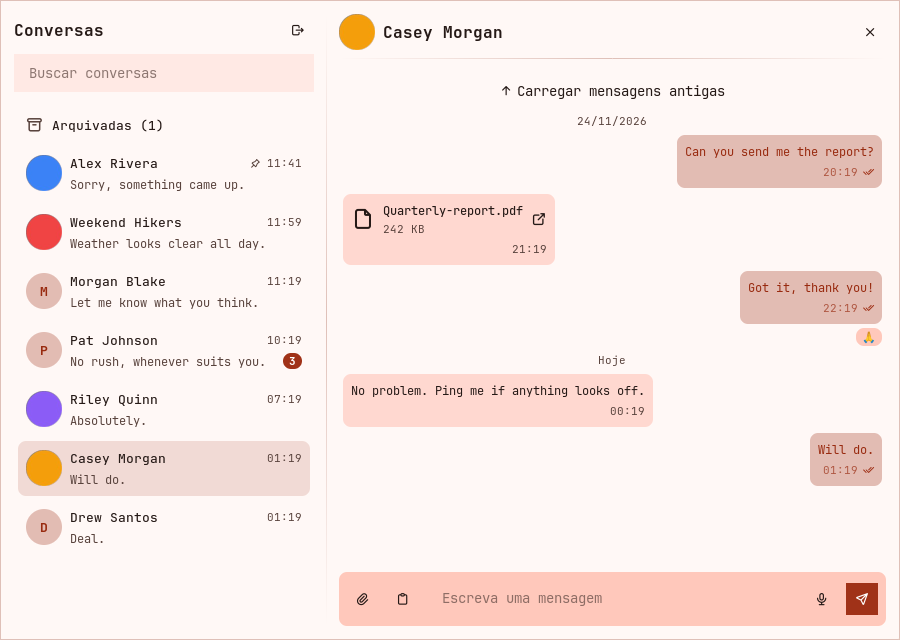 Conversas
Buscar conversas
Arquivadas (1)
Alex Rivera 11:41
Sorry, something came up.
Weekend Hikers 11:59
Weather looks clear all day.
M
Morgan Blake 11:19
Let me know what you think.
P
Pat Johnson 10:19
No rush, whenever suits you. 3
Riley Quinn 07:19
Absolutely.
Casey Morgan 01:19
Will do.
D
Drew Santos 01:19
Deal.
Casey Morgan
Carregar mensagens antigas
24/11/2026
Can you send me the report?
20:19
Quarterly-report.pdf
242 KB
21:19
Got it, thank you!
22:19
🙏
Hoje
No problem. Ping me if anything looks off.
00:19
Will do.
01:19
Escreva uma mensagem